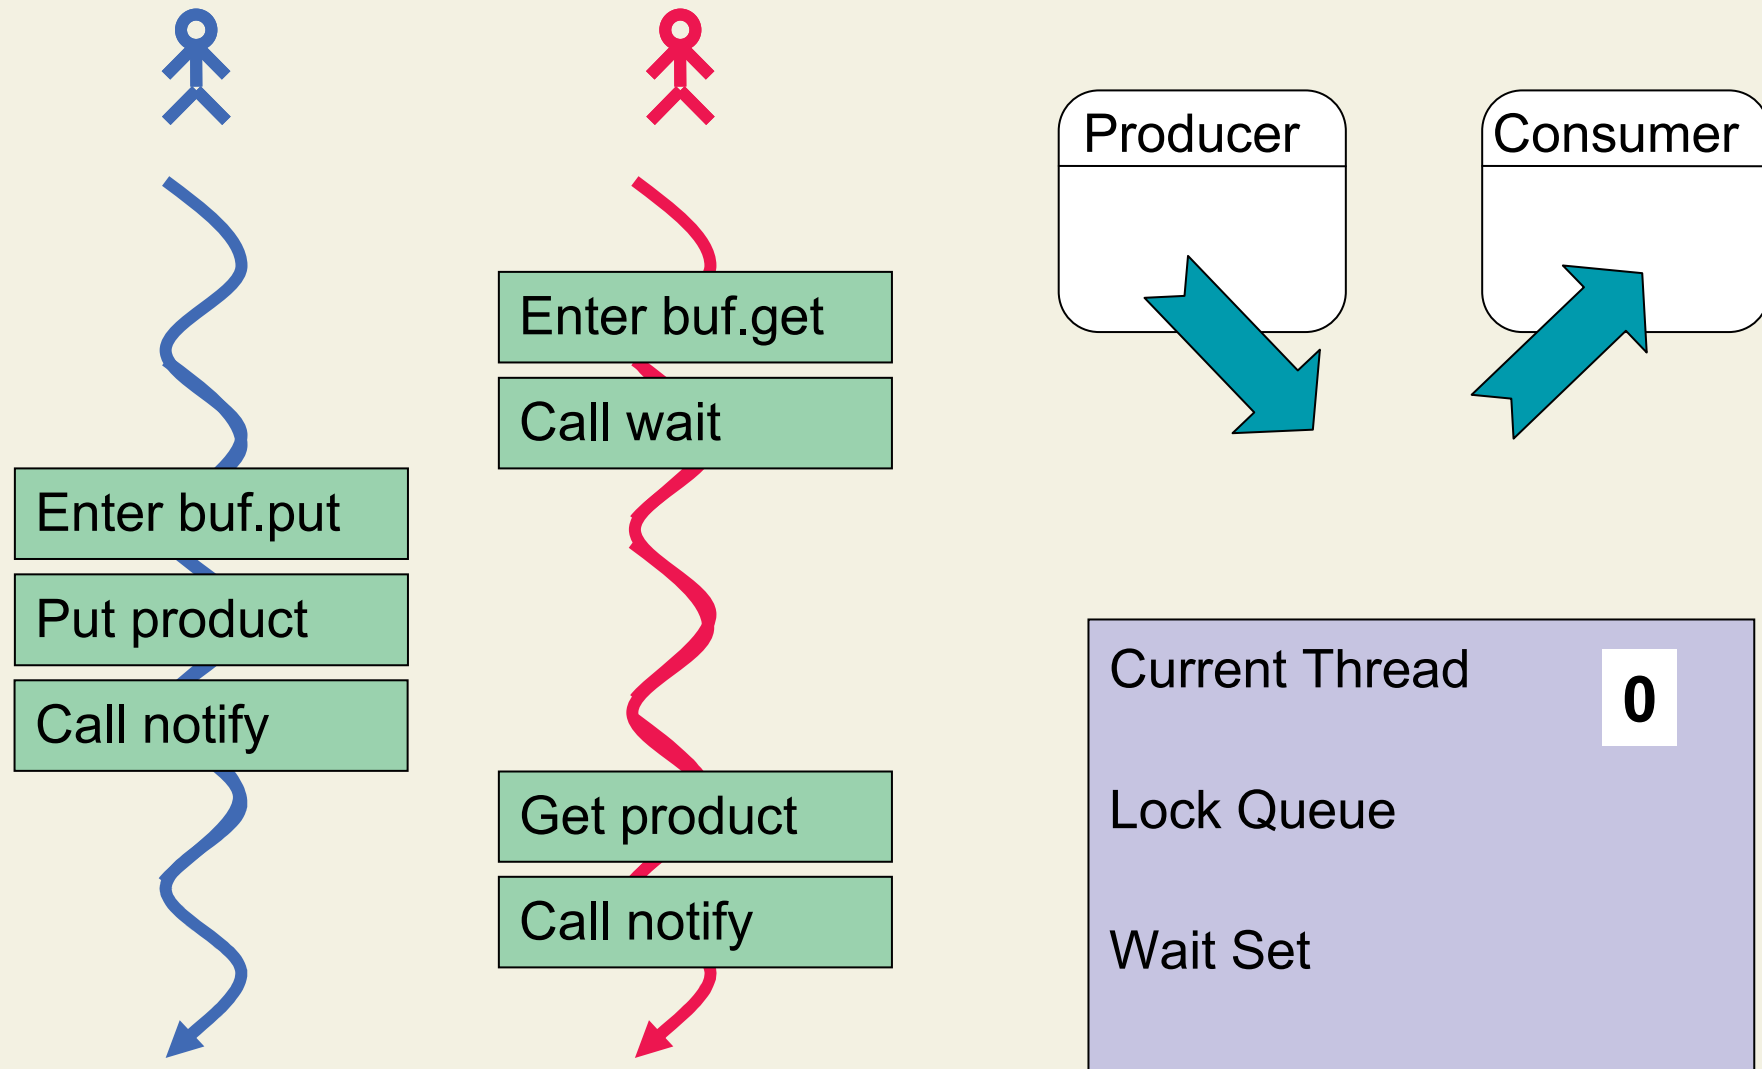 Producer
Consumer
Enter buf.get
Call wait
Enter buf.put
Put product
Call notify
Get product
Call notify
Current Thread
0
Lock Queue
Wait Set